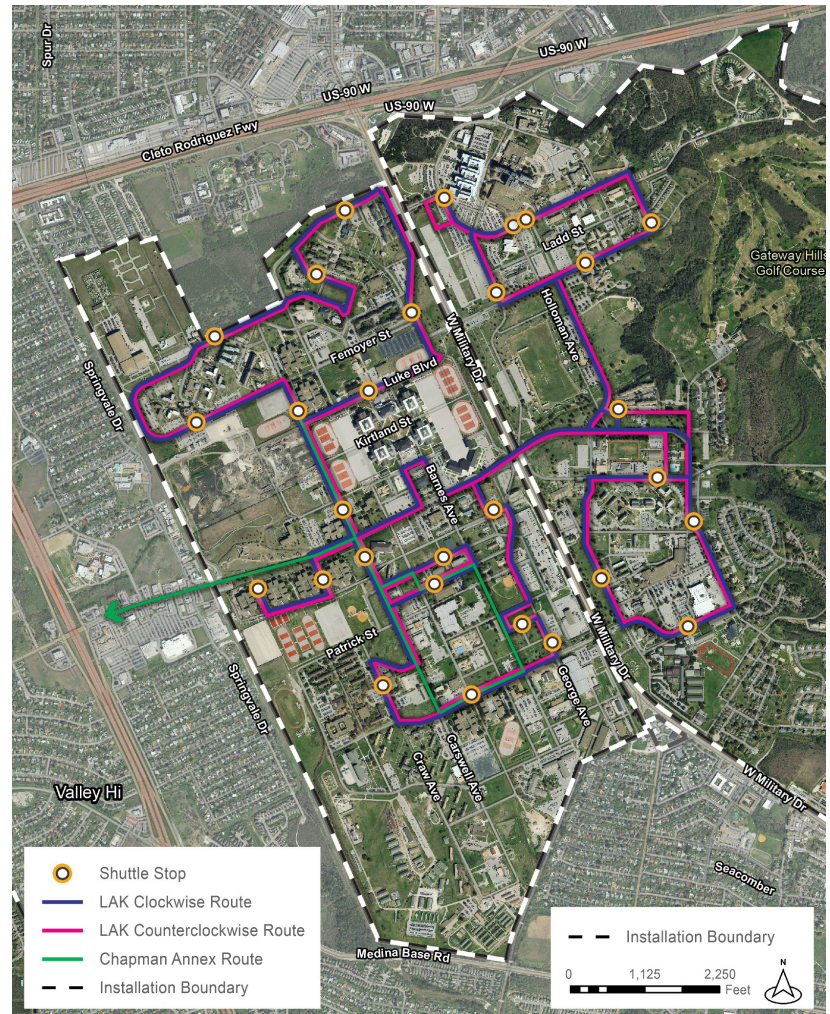 Spur Dr
US-90 W
US-90 W
US-90 W
Cleto Rodriguez Fwy
Ladd St
Gateway Hills
Golf Course
Holloman Ave
W Military Dr
Femoyer St
Luke Blvd
Springvale Dr
Kirtland St
Barnes Ave
Patrick St
W Military Dr
Springvale Dr
George Ave
Carswell Ave
Craw Ave
W Military Dr
Valley Hi
Seacomber
Medina Base Rd
Shuttle Stop
LAK Clockwise Route
LAK Counterclockwise Route
Chapman Annex Route
Installation Boundary
Installation Boundary
0 1,125 2,250
Feet
N